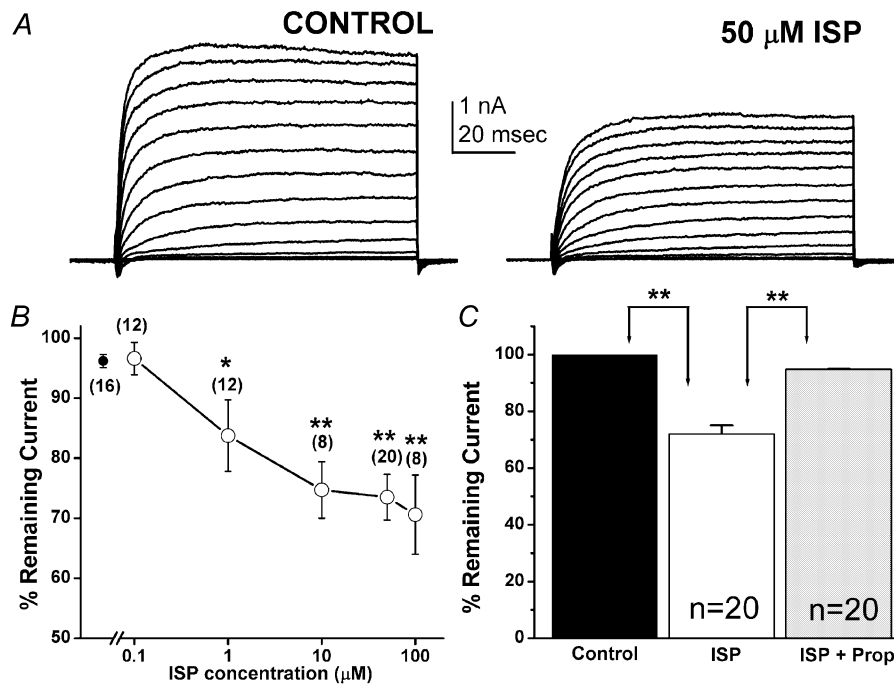 A
CONTROL
50 μM ISP
1 nA
20 msec
B
% Remaining Current
100
90
80
70
60
50
(12)
(16)
*
(12)
**
(8)
**
(20)
**
(8)
0.1
1
10
100
ISP concentration (μM)
C
% Remaining Current
100
80
60
40
20
0
**
**
n=20
n=20
Control
ISP
ISP + Prop